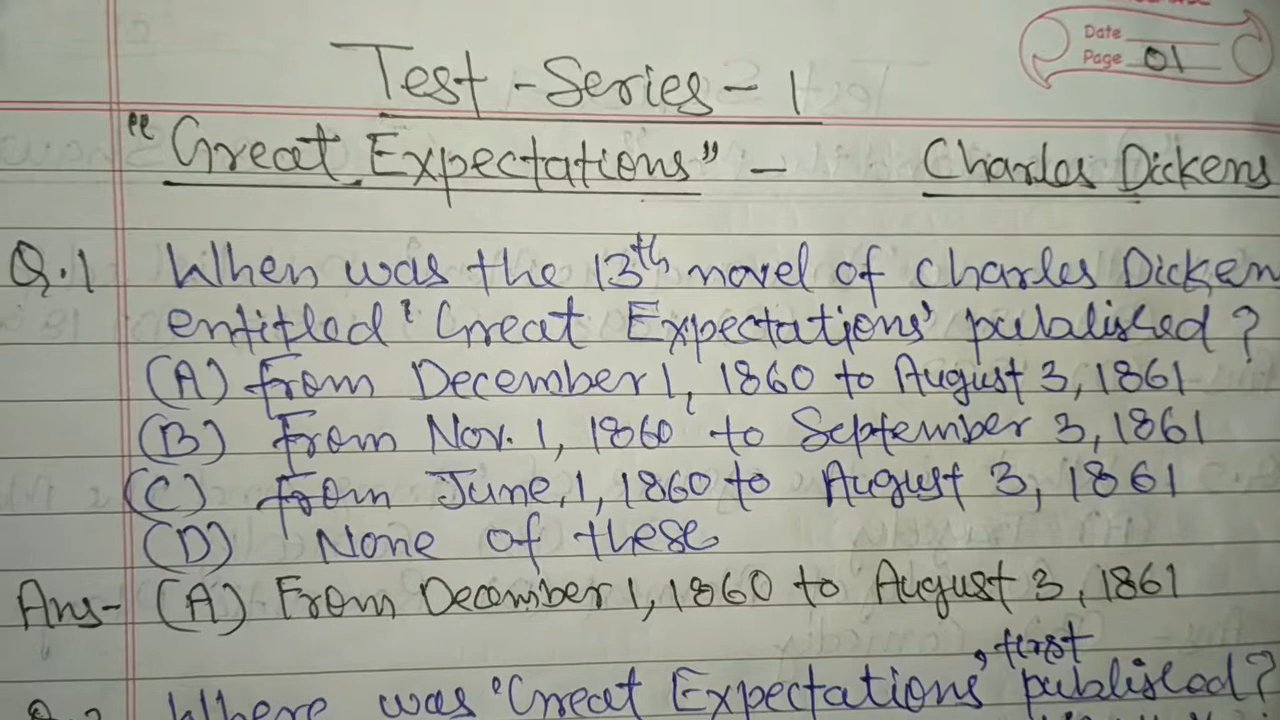 Date
Page 01
Test-Series-1
"Great Expectations" - Charles Dickens
Q.1 When was the 13th novel of Charles Dicken
entitled 'Great Expectations' published?
(A) From December 1, 1860 to August 3, 1861
(B) From Nov. 1, 1860 to September 3, 1861
(C) From June, 1, 1860 to August 3, 1861
(D) None of these
Ans- (A) From December 1, 1860 to August 3, 1861
first
Where was 'Great Expectations' published?